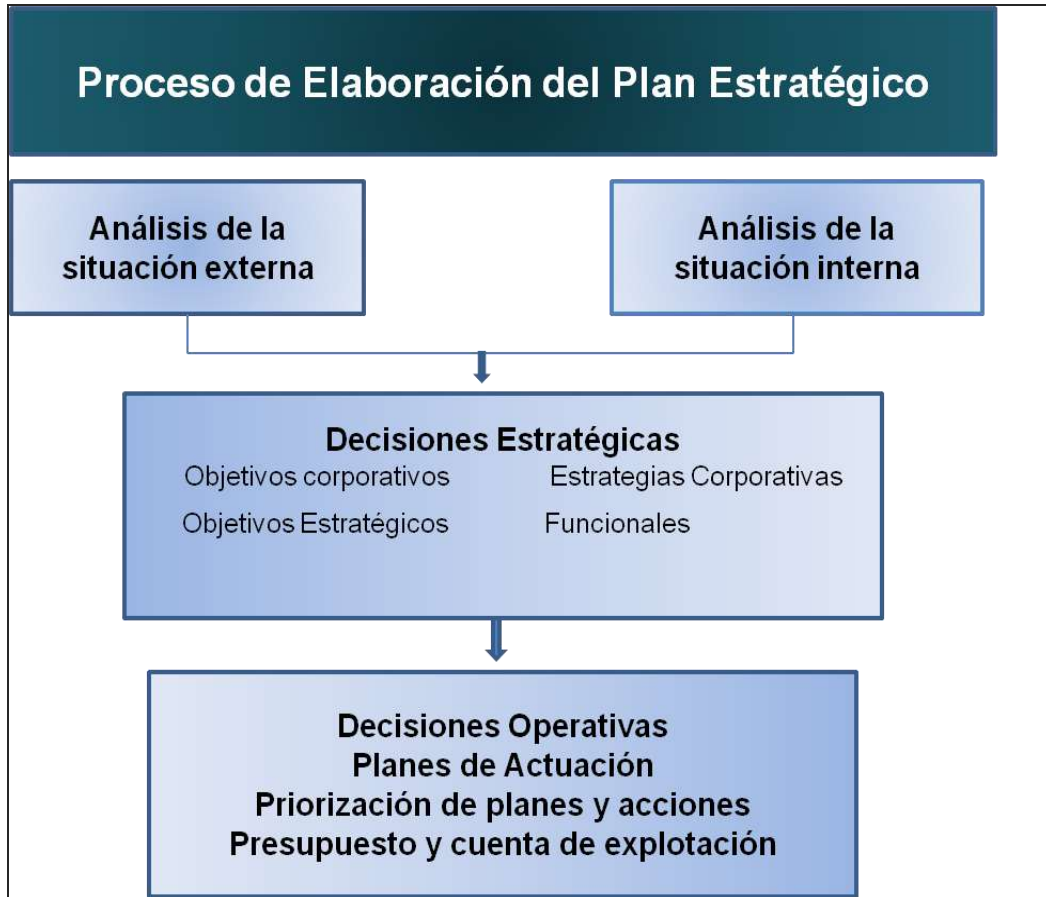 Proceso de Elaboración del Plan Estratégico
Análisis de la
situación externa
Análisis de la
situación interna
Decisiones Estratégicas
Objetivos corporativos
Estrategias Corporativas
Objetivos Estratégicos
Funcionales
Decisiones Operativas
Planes de Actuación
Priorización de planes y acciones
Presupuesto y cuenta de explotación